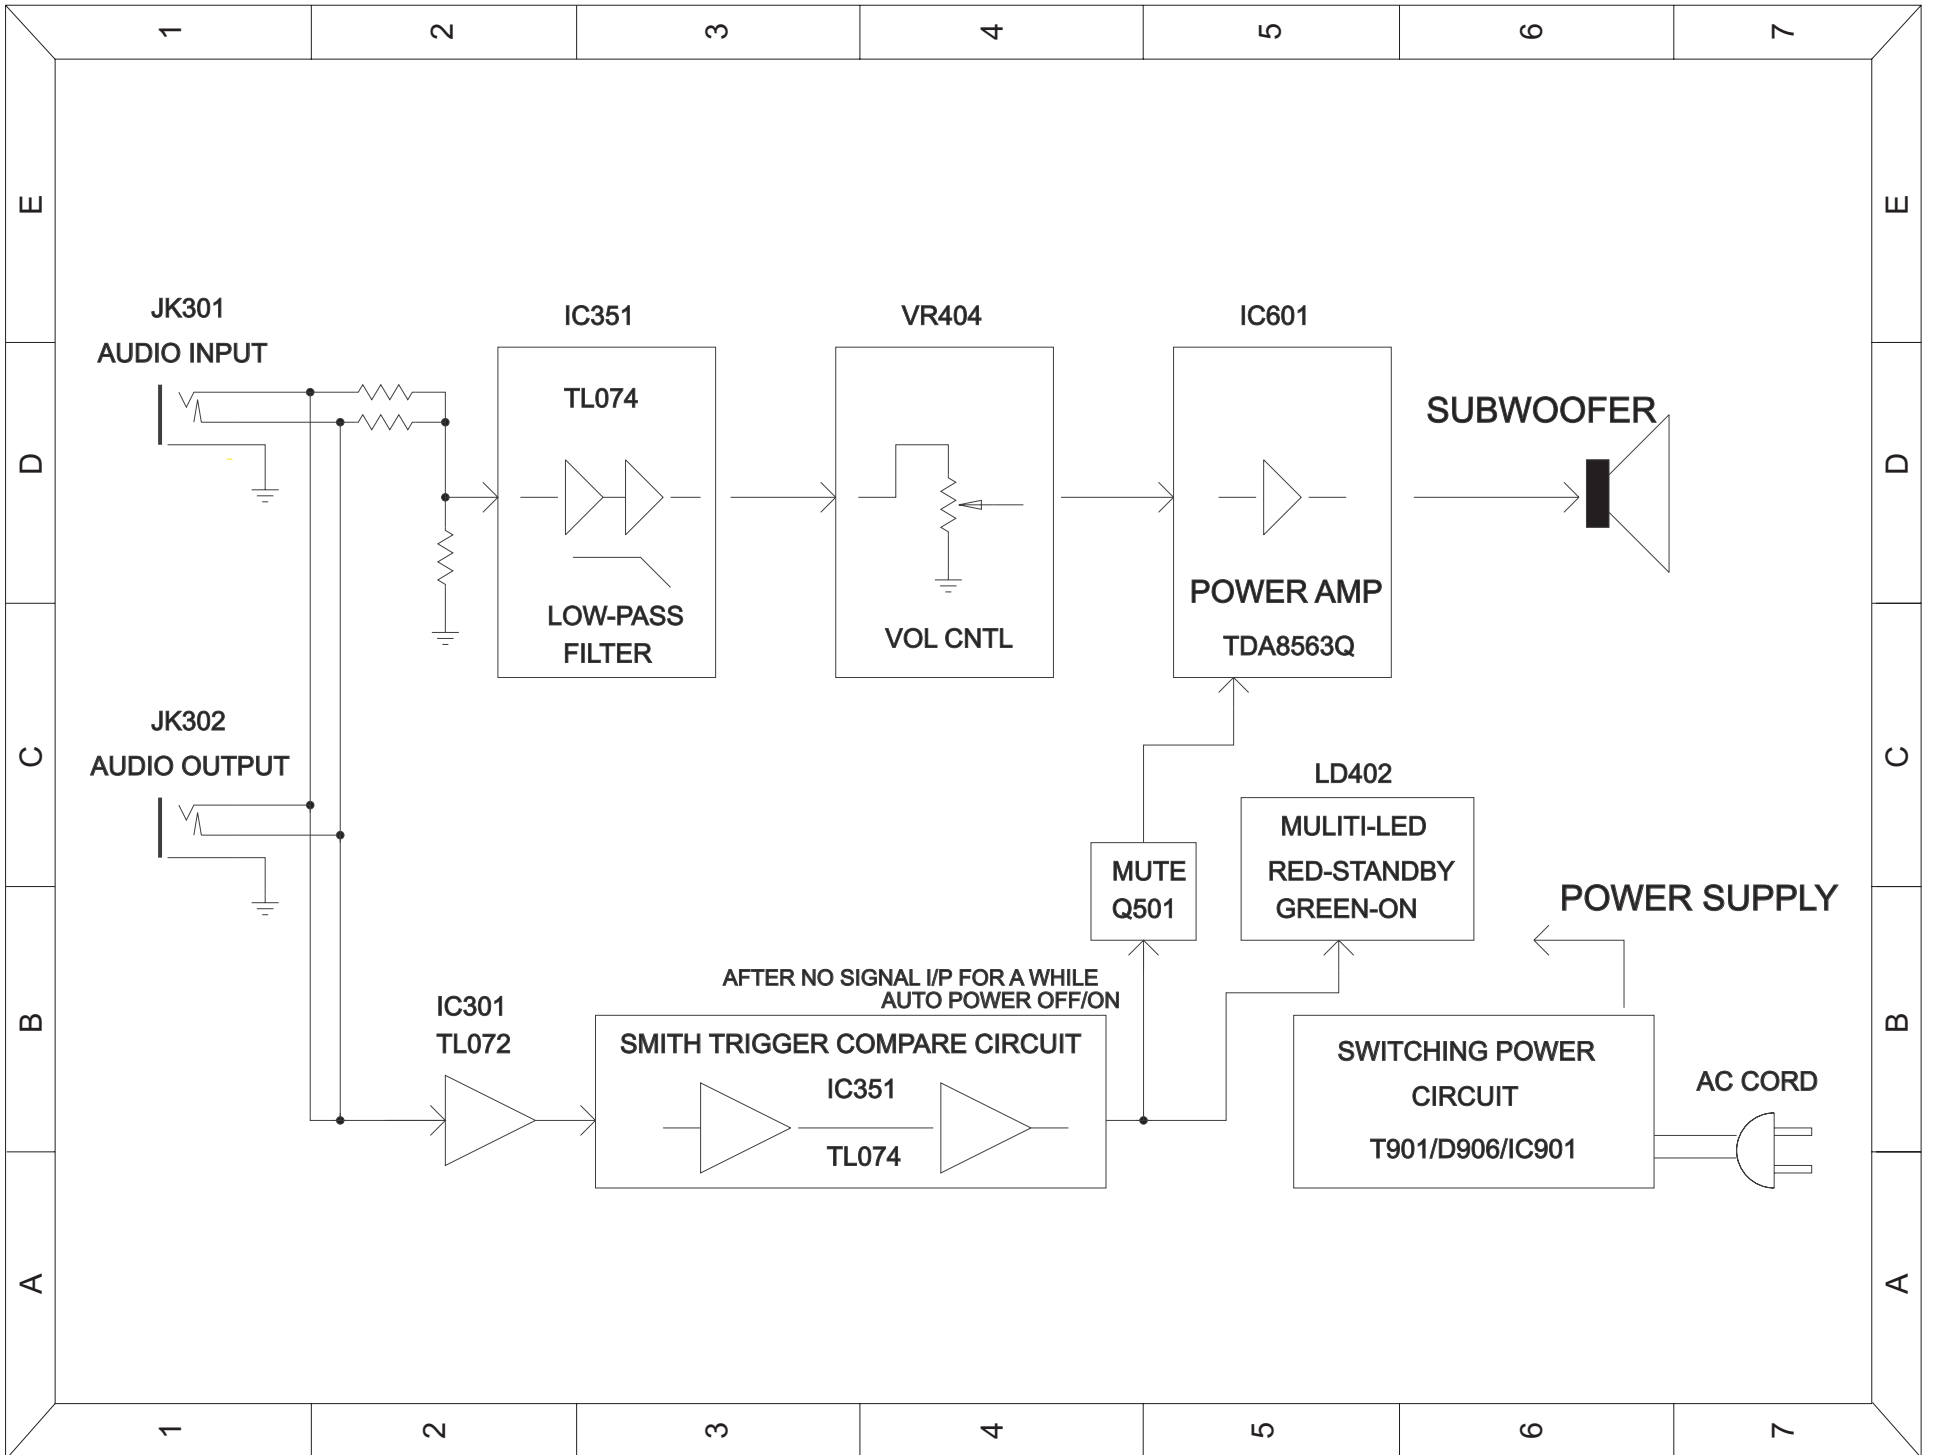 1 2 3 4 5 6 7
E E
JK301
AUDIO INPUT
IC351
TL074
LOW-PASS
FILTER
VR404
VOL CNTL
IC601
POWER AMP
TDA8563Q
SUBWOOFER
D D
JK302
AUDIO OUTPUT
C C
LD402
MULITI-LED
RED-STANDBY
GREEN-ON
MUTE
Q501
POWER SUPPLY
AFTER NO SIGNAL I/P FOR A WHILE
AUTO POWER OFF/ON
IC301
TL072
SMITH TRIGGER COMPARE CIRCUIT
IC351
TL074
SWITCHING POWER
CIRCUIT
T901/D906/IC901
AC CORD
B B
A A
1 2 3 4 5 6 7